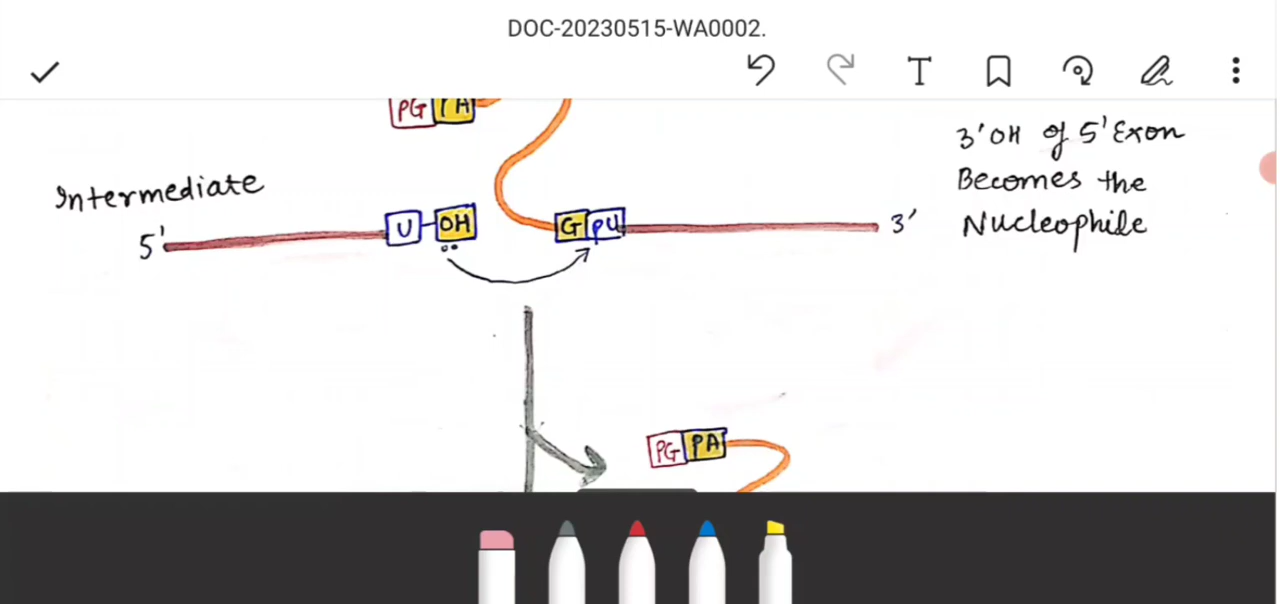 DOC-20230515-WA0002.
T
PG PA
3'OH of 5'Exon
Becomes the
Nucleophile
Intermediate
5' U OH G pU 3'
PG PA